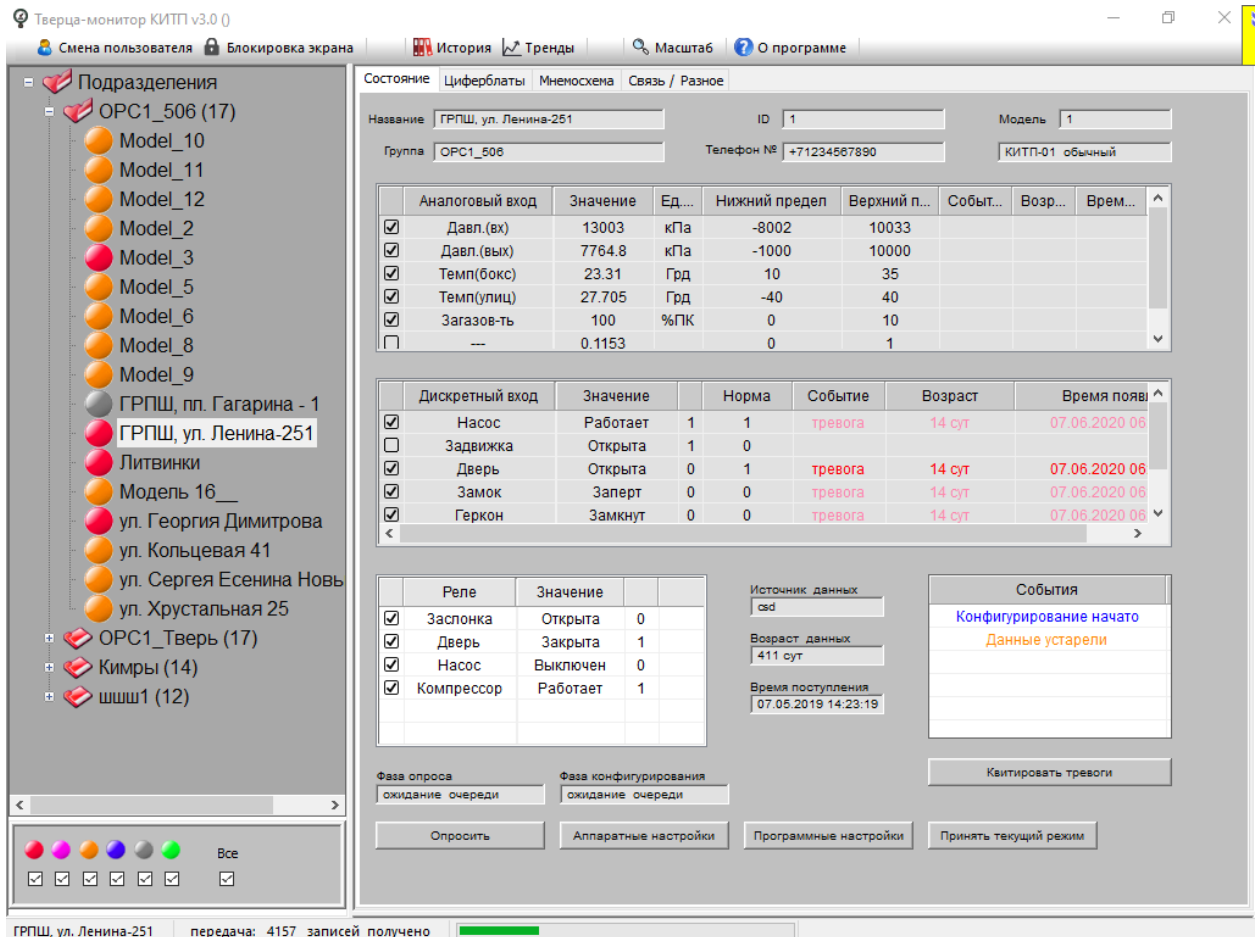 Тверца-монитор КИТП v3.0 ()
Смена пользователя Блокировка экрана История Тренды Масштаб О программе
Подразделения
ОРС1_506 (17)
Model_10
Model_11
Model_12
Model_2
Model_3
Model_5
Model_6
Model_8
Model_9
ГРПШ, пл. Гагарина - 1
ГРПШ, ул. Ленина-251
Литвинки
Модель 16__
ул. Георгия Димитрова
ул. Кольцевая 41
ул. Сергея Есенина Новы
ул. Хрустальная 25
ОРС1_Тверь (17)
Кимры (14)
шшш1 (12)
Все
Состояние Циферблаты Мнемосхема Связь / Разное
Название ГРПШ, ул. Ленина-251 ID 1 Модель 1
Группа ОРС1_506 Телефон № +71234567890 КИТП-01 обычный
Аналоговый вход Значение Ед.... Нижний предел Верхний п... Событ... Возр... Врем...
Давл.(вх) 13003 кПа -8002 10033
Давл.(вых) 7764.8 кПа -1000 10000
Темп(бокс) 23.31 Грд 10 35
Темп(улиц) 27.705 Грд -40 40
Загазов-ть 100 %ПК 0 10
--- 0.1153 0 1
Дискретный вход Значение Норма Событие Возраст Время появл
Насос Работает 1 1 тревога 14 сут 07.06.2020 06
Задвижка Открыта 1 0
Дверь Открыта 0 1 тревога 14 сут 07.06.2020 06
Замок Заперт 0 0 тревога 14 сут 07.06.2020 06
Геркон Замкнут 0 0 тревога 14 сут 07.06.2020 06
Реле Значение
Заслонка Открыта 0
Дверь Закрыта 1
Насос Выключен 0
Компрессор Работает 1
Источник данных
csd
Возраст данных
411 сут
Время поступления
07.05.2019 14:23:19
События
Конфигурирование начато
Данные устарели
Квитировать тревоги
Фаза опроса Фаза конфигурирования
ожидание очереди ожидание очереди
Опросить Аппаратные настройки Программные настройки Принять текущий режим
ГРПШ, ул. Ленина-251 передача: 4157 записей получено